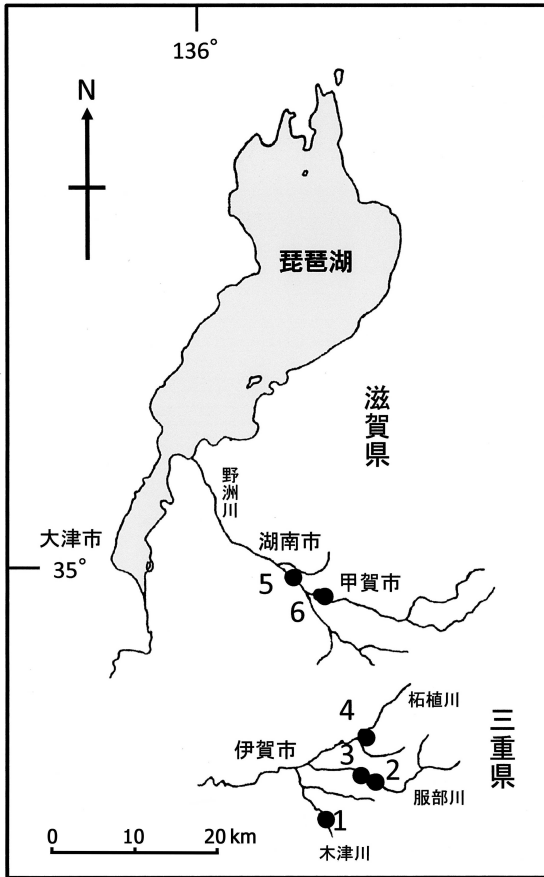 136°
N
琵琶湖
滋賀県
野洲川
大津市
湖南市
35°
5
甲賀市
6
柘植川
4
三重県
伊賀市
3
2
服部川
1
0 10 20 km
木津川